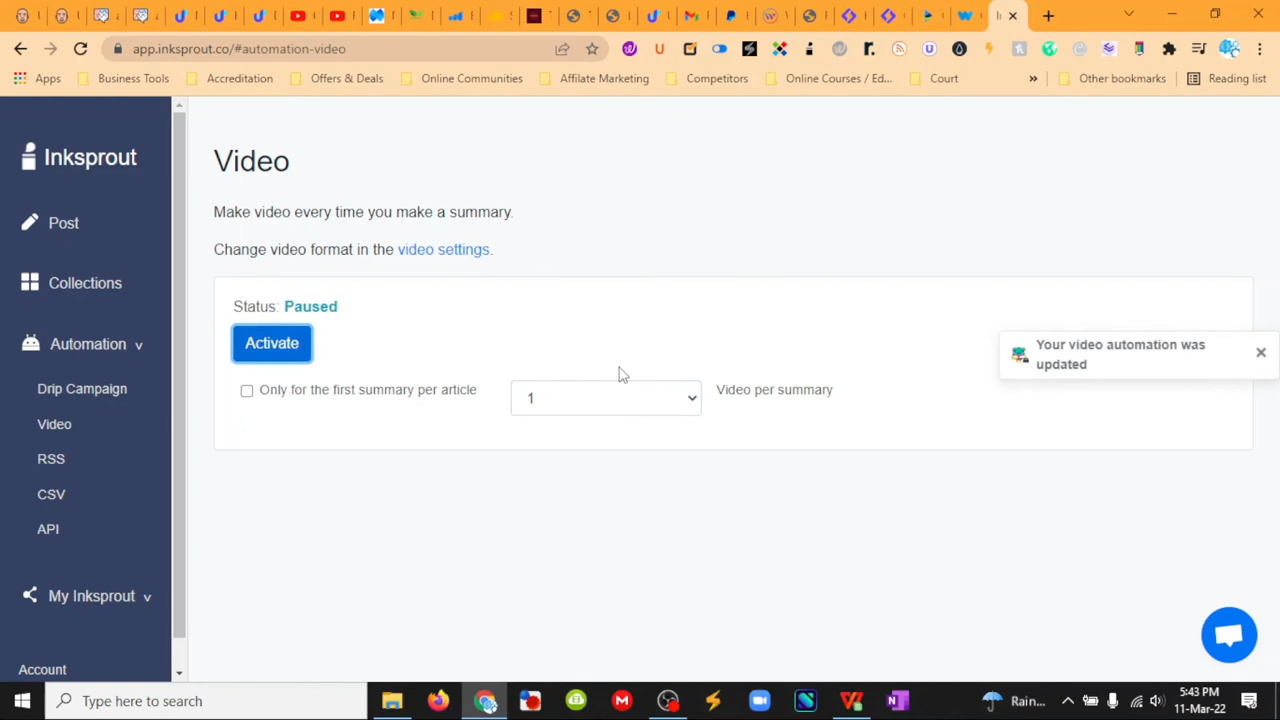 app.inksprout.co/#automation-video
Apps
Business Tools
Accreditation
Offers & Deals
Online Communities
Affilate Marketing
Competitors
Online Courses / Ed...
Court
»
Other bookmarks
Reading list
Inksprout
Post
Collections
Automation
Drip Campaign
Video
RSS
CSV
API
My Inksprout
Account
Video
Make video every time you make a summary.
Change video format in the video settings.
Status: Paused
Activate
Only for the first summary per article
1
Video per summary
Your video automation was
updated
Type here to search
Rain...
5:43 PM
11-Mar-22